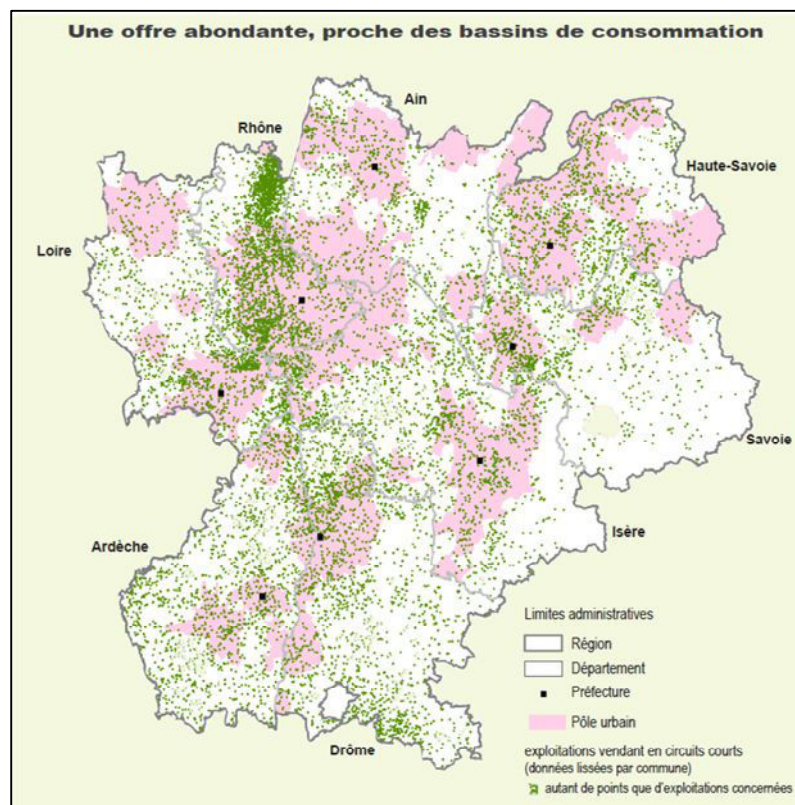 Une offre abondante, proche des bassins de consommation
Ain
Rhône
Haute-Savoie
Loire
Savoie
Isère
Ardèche
Drôme
Limites administratives
Région
Département
Préfecture
Pôle urbain
exploitations vendant en circuits courts
(données lissées par commune)
autant de points que d'exploitations concernées